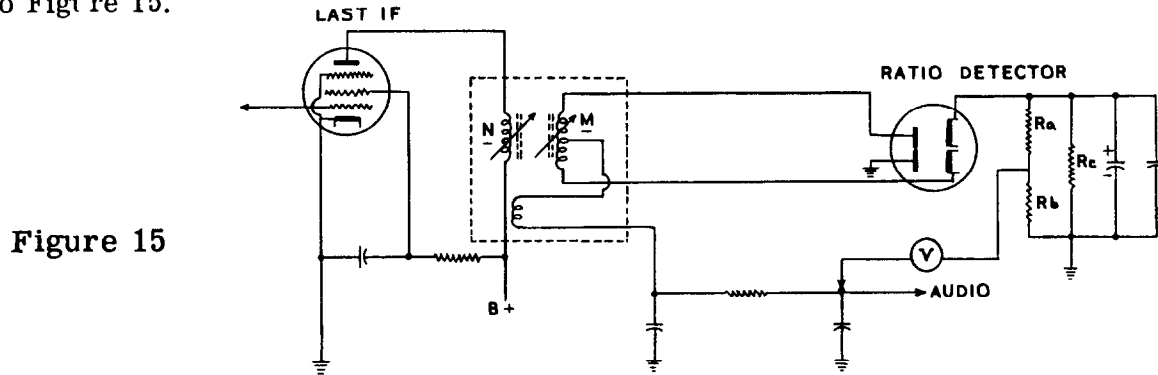 o Figure 15.
LAST IF
RATIO DETECTOR
N
M
Ra
Rc
+
-
Rb
Figure 15
V
B +
AUDIO